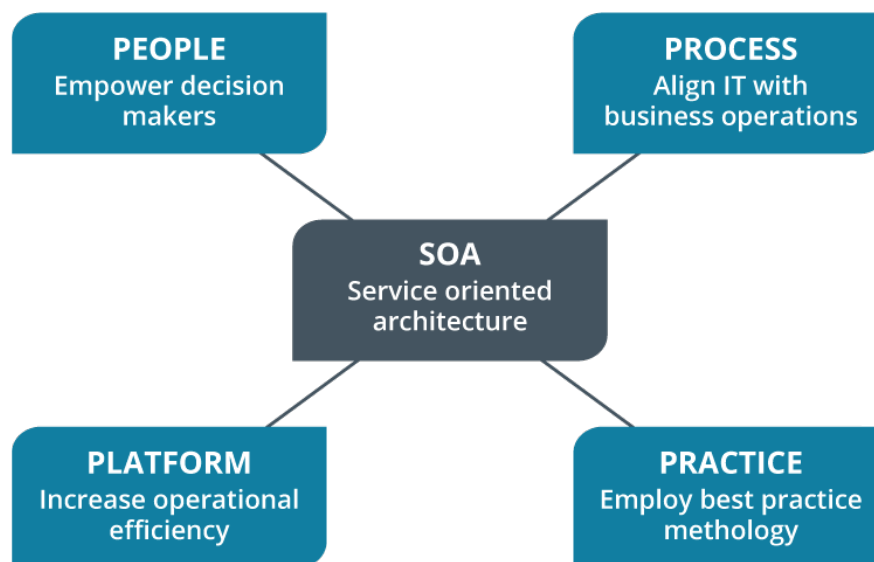 PEOPLE
Empower decision
makers
PROCESS
Align IT with
business operations
SOA
Service oriented
architecture
PLATFORM
Increase operational
efficiency
PRACTICE
Employ best practice
methology